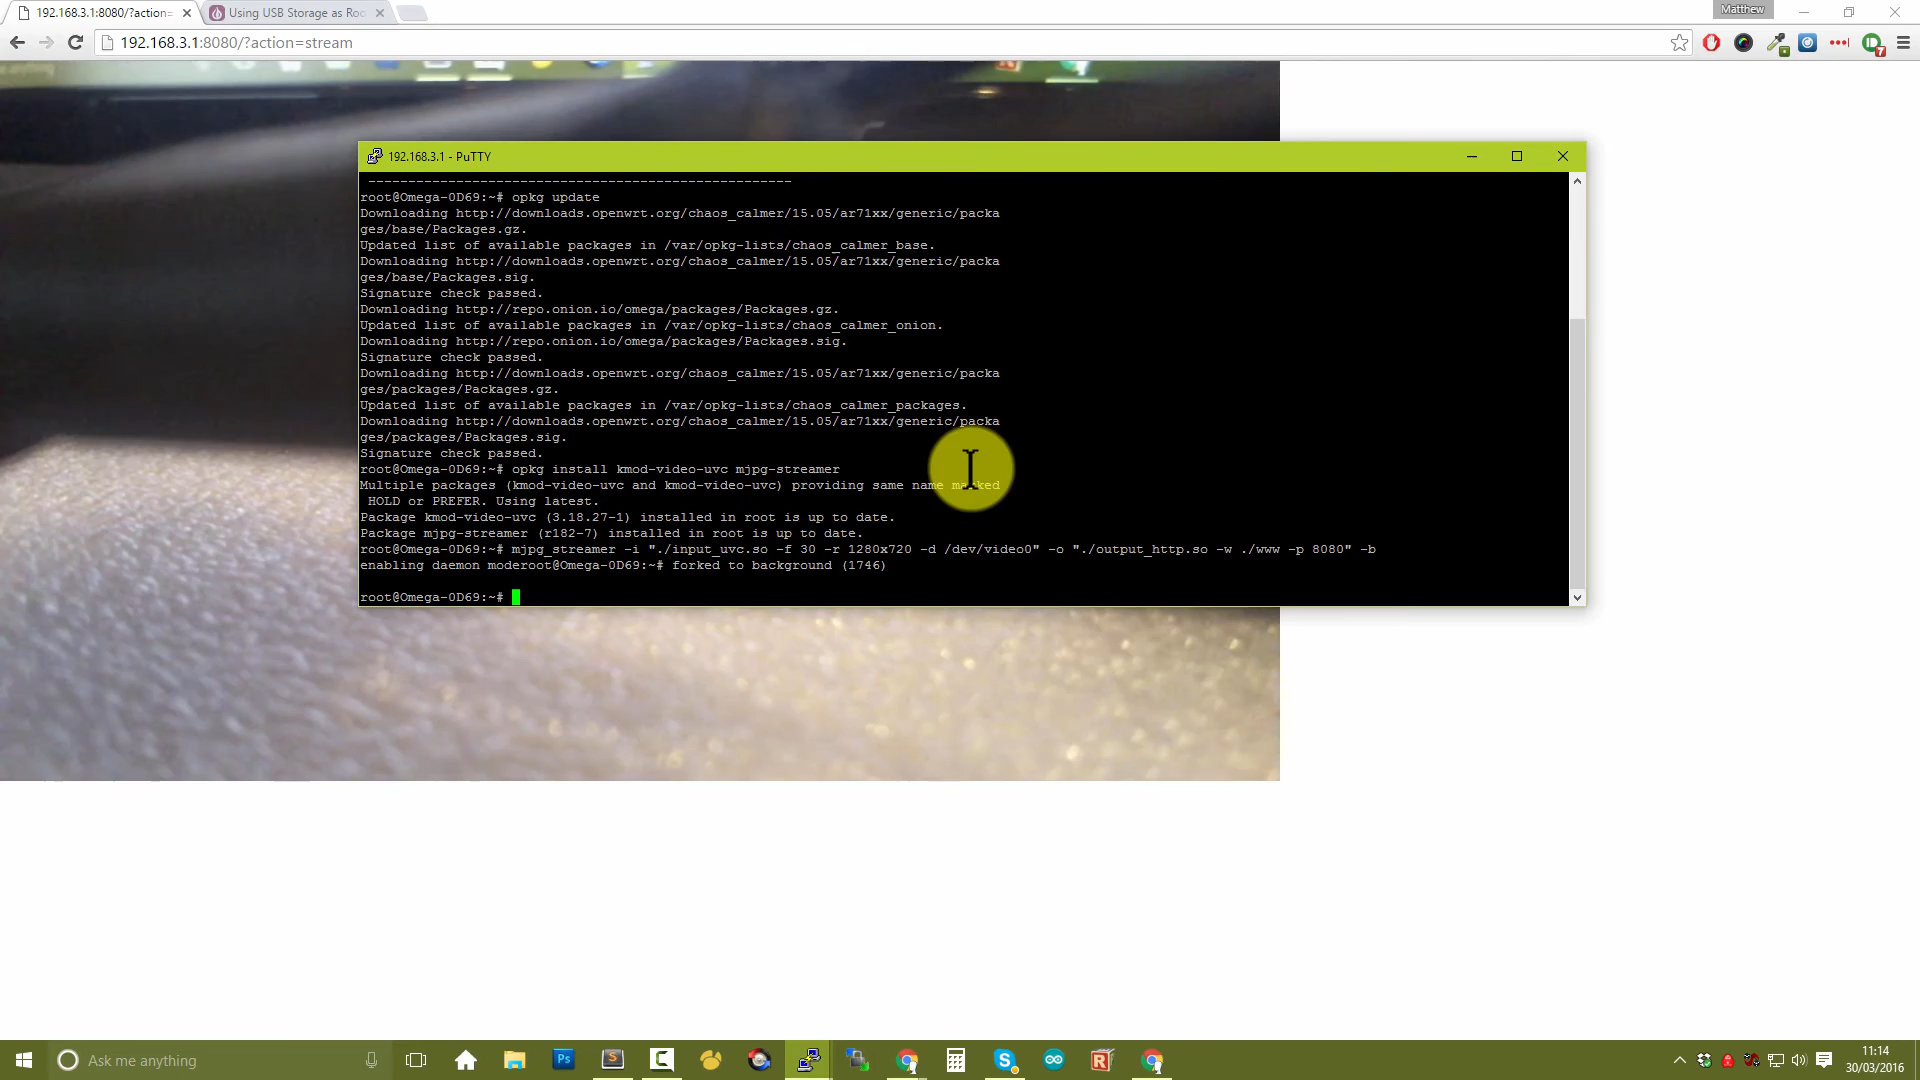 192.168.3.1:8080/?action=
Using USB Storage as Roo
Matthew
192.168.3.1:8080/?action=stream
7
192.168.3.1 - PuTTY
-----------------------------------------------------
root@Omega-0D69:~# opkg update
Downloading http://downloads.openwrt.org/chaos_calmer/15.05/ar71xx/generic/packa
ges/base/Packages.gz.
Updated list of available packages in /var/opkg-lists/chaos_calmer_base.
Downloading http://downloads.openwrt.org/chaos_calmer/15.05/ar71xx/generic/packa
ges/base/Packages.sig.
Signature check passed.
Downloading http://repo.onion.io/omega/packages/Packages.gz.
Updated list of available packages in /var/opkg-lists/chaos_calmer_onion.
Downloading http://repo.onion.io/omega/packages/Packages.sig.
Signature check passed.
Downloading http://downloads.openwrt.org/chaos_calmer/15.05/ar71xx/generic/packa
ges/packages/Packages.gz.
Updated list of available packages in /var/opkg-lists/chaos_calmer_packages.
Downloading http://downloads.openwrt.org/chaos_calmer/15.05/ar71xx/generic/packa
ges/packages/Packages.sig.
Signature check passed.
root@Omega-0D69:~# opkg install kmod-video-uvc mjpg-streamer
Multiple packages (kmod-video-uvc and kmod-video-uvc) providing same name marked
HOLD or PREFER. Using latest.
Package kmod-video-uvc (3.18.27-1) installed in root is up to date.
Package mjpg-streamer (r182-7) installed in root is up to date.
root@Omega-0D69:~# mjpg_streamer -i "./input_uvc.so -f 30 -r 1280x720 -d /dev/video0" -o "./output_http.so -w ./www -p 8080" -b
enabling daemon moderoot@Omega-0D69:~# forked to background (1746)
root@Omega-0D69:~#
Ask me anything
Ps
S
C
S
R
11:14
30/03/2016